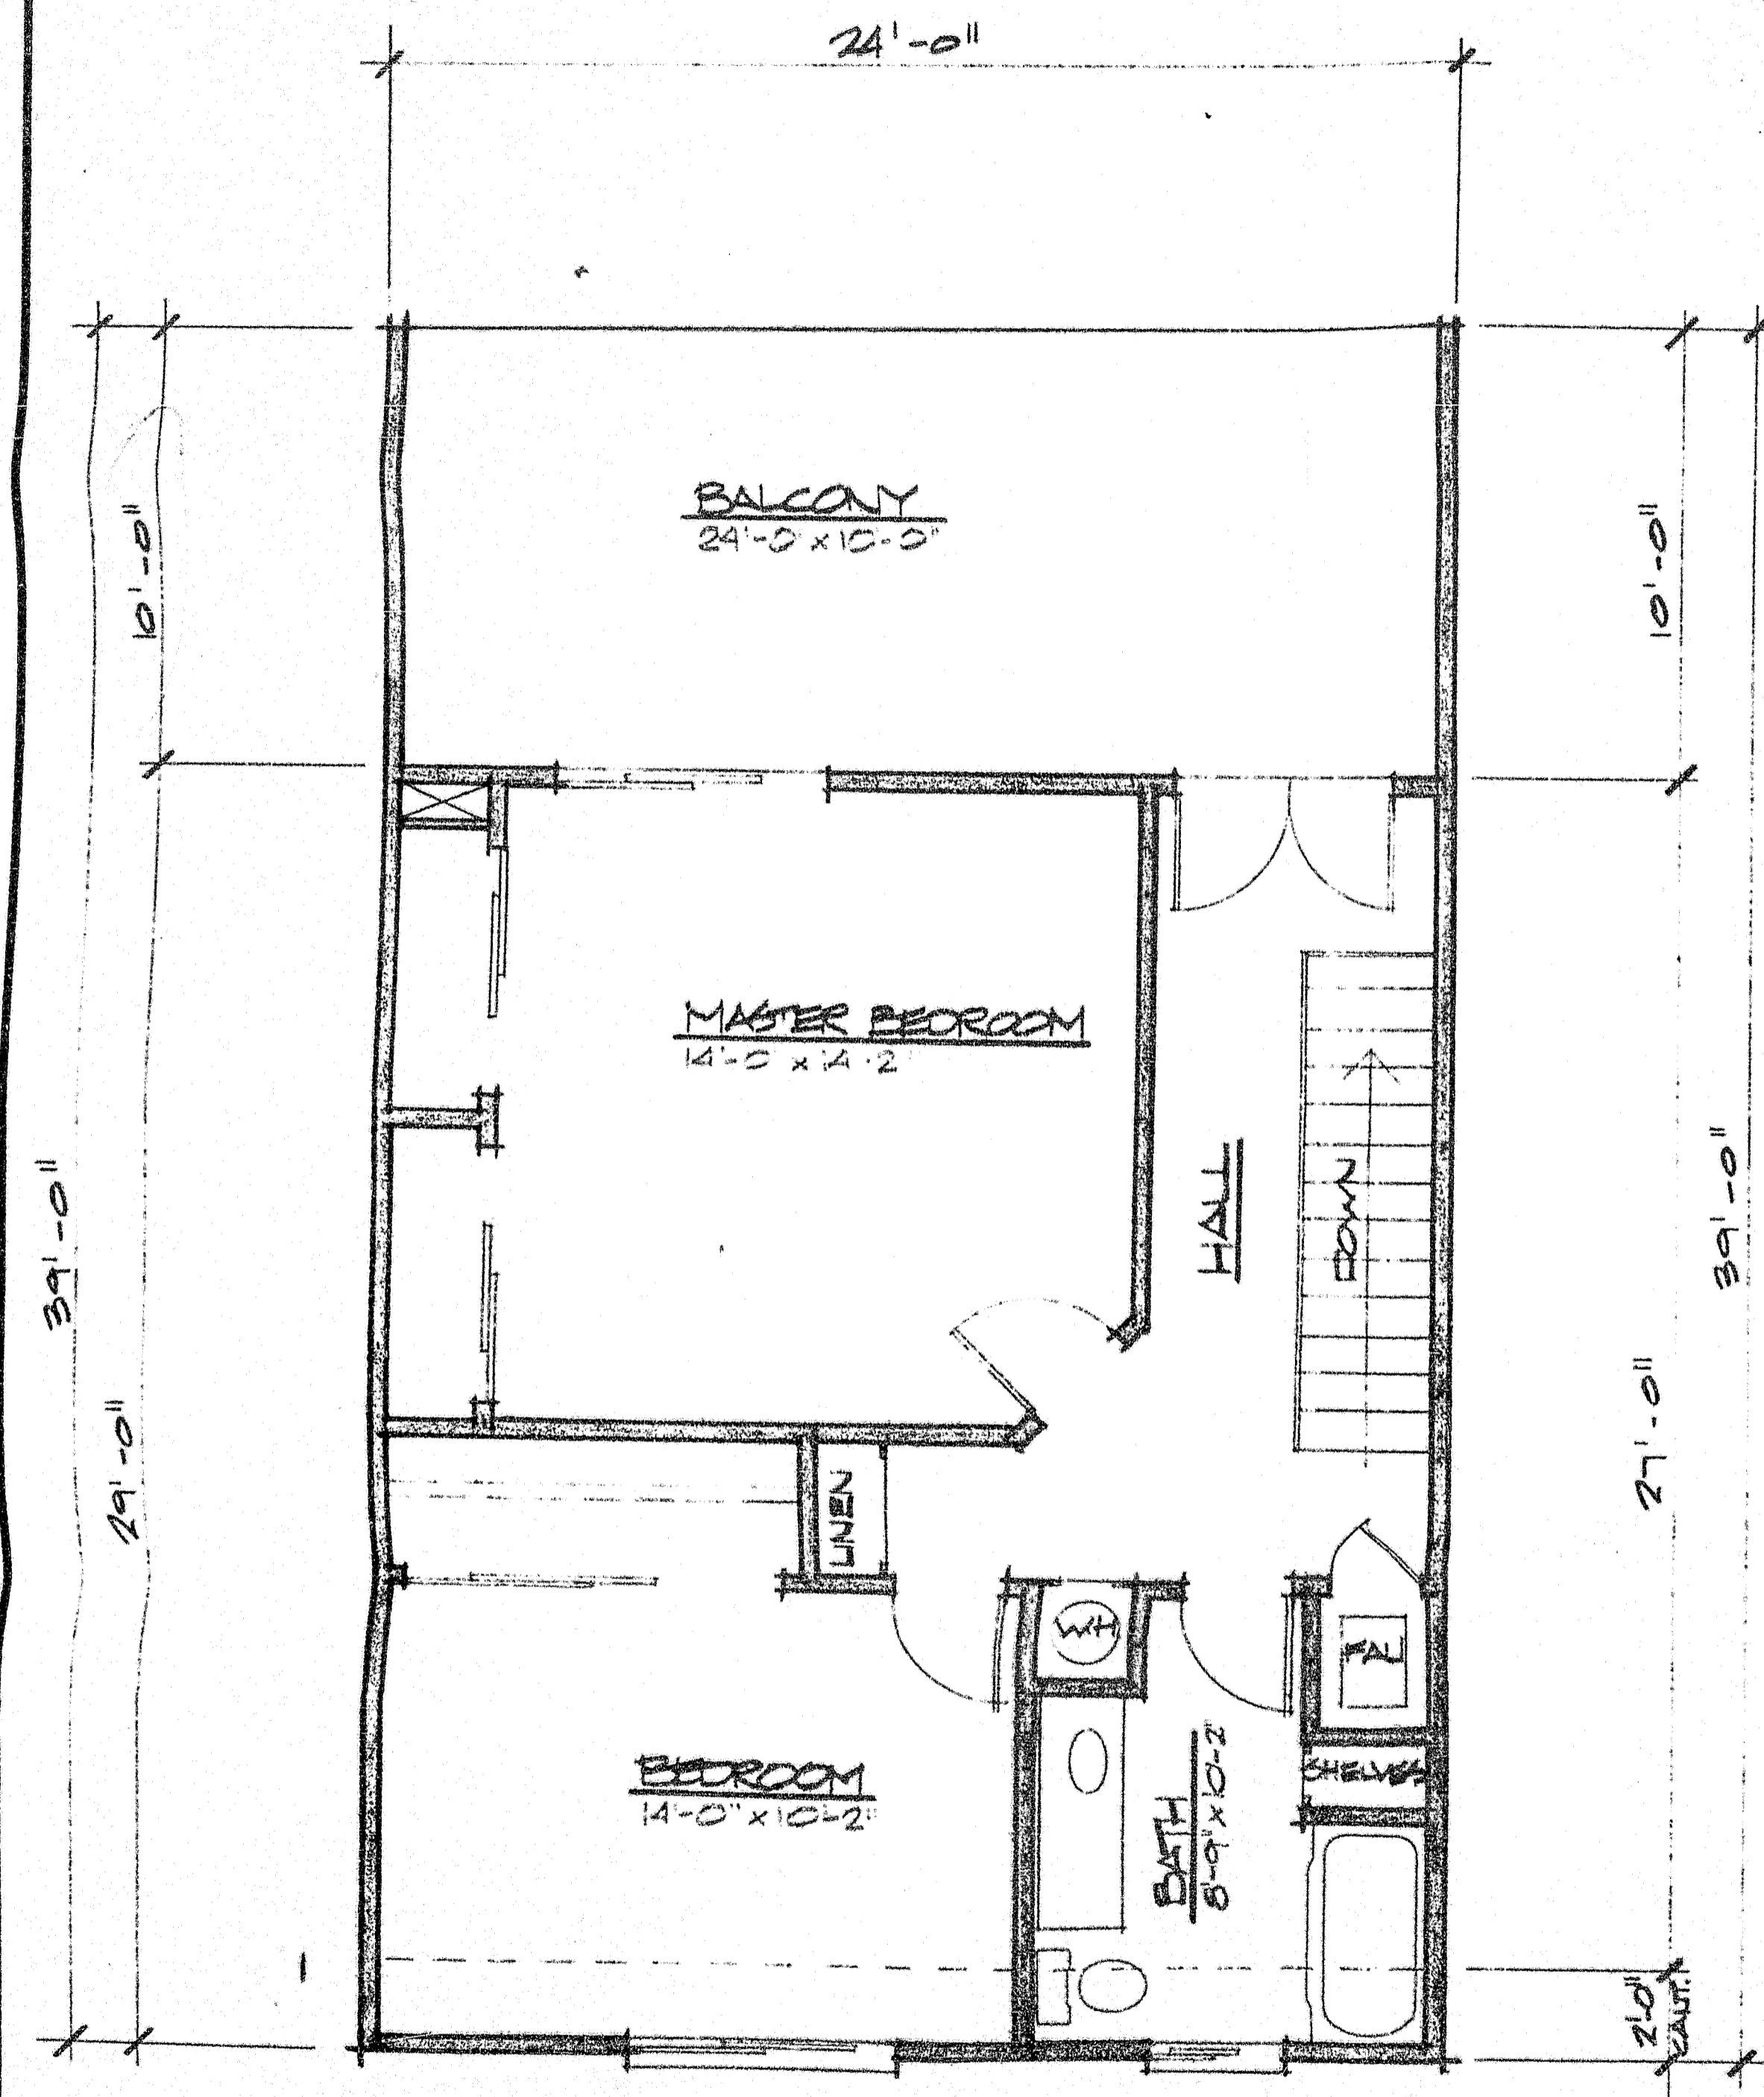 24'-0"
BALCONY
24'-0 x 10'-0"
10'-0"
10'-0"
MASTER BEDROOM
14'-0 x 14'-2"
HALL
DOWN
39'-0"
39'-0"
29'-0"
27'-0"
LINEN
WH
FAU
SHELVES
BEDROOM
14'-0" x 10'-2"
BATH
8'-9" x 10'-2"
2'-0"
CANT.